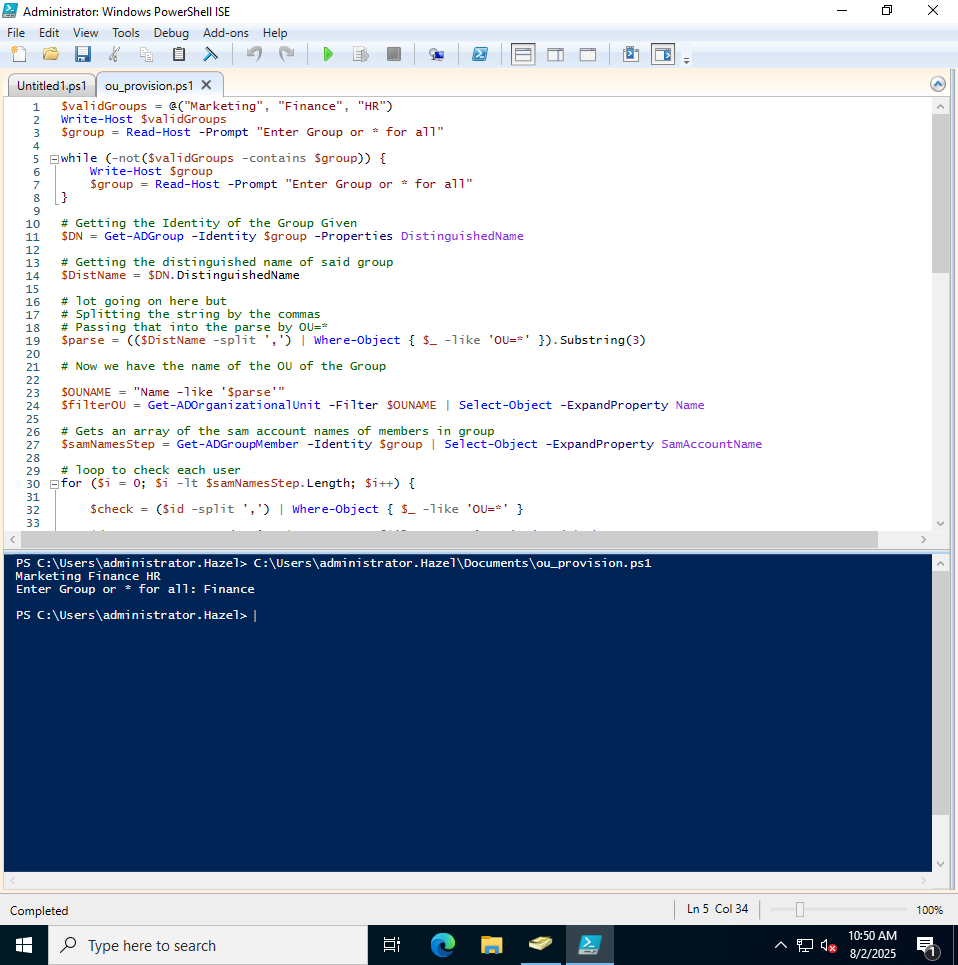 Administrator: Windows PowerShell ISE
File Edit View Tools Debug Add-ons Help
Untitled1.ps1 ou_provision.ps1
1 $validGroups = @("Marketing", "Finance", "HR")
2 Write-Host $validGroups
3 $group = Read-Host -Prompt "Enter Group or * for all"
4
5 while (-not($validGroups -contains $group)) {
6 Write-Host $group
7 $group = Read-Host -Prompt "Enter Group or * for all"
8 }
9
10 # Getting the Identity of the Group Given
11 $DN = Get-ADGroup -Identity $group -Properties DistinguishedName
12
13 # Getting the distinguished name of said group
14 $DistName = $DN.DistinguishedName
15
16 # lot going on here but
17 # Splitting the string by the commas
18 # Passing that into the parse by OU=*
19 $parse = (($DistName -split ',') | Where-Object { $_ -like 'OU=*' }).Substring(3)
20
21 # Now we have the name of the OU of the Group
22
23 $OUNAME = "Name -like '$parse'"
24 $filterOU = Get-ADOrganizationalUnit -Filter $OUNAME | Select-Object -ExpandProperty Name
25
26 # Gets an array of the sam account names of members in group
27 $samNamesStep = Get-ADGroupMember -Identity $group | Select-Object -ExpandProperty SamAccountName
28
29 # loop to check each user
30 for ($i = 0; $i -lt $samNamesStep.Length; $i++) {
31
32 $check = ($id -split ',') | Where-Object { $_ -like 'OU=*' }
33
PS C:\Users\administrator.Hazel> C:\Users\administrator.Hazel\Documents\ou_provision.ps1
Marketing Finance HR
Enter Group or * for all: Finance
PS C:\Users\administrator.Hazel>
Completed Ln 5 Col 34 100%
Type here to search
10:50 AM
8/2/2025
1